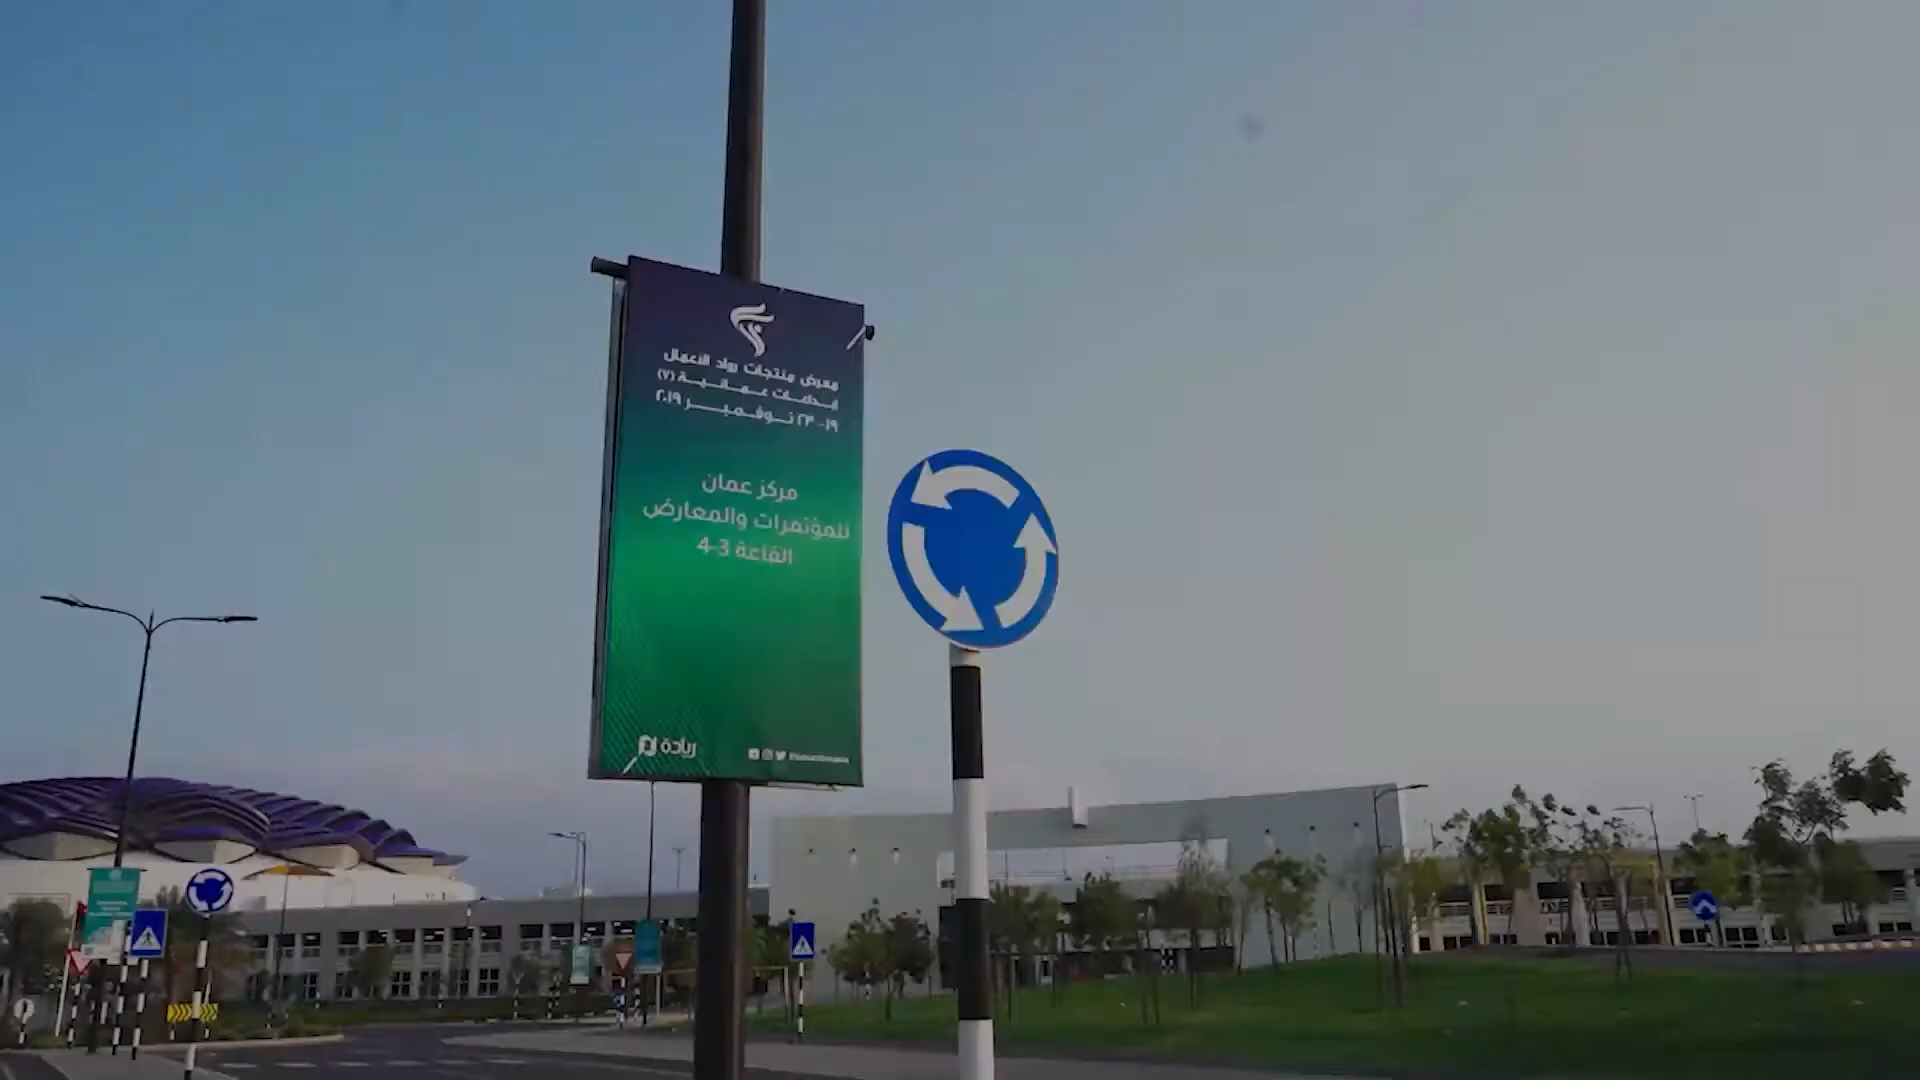 معرض منتجات رواد الأعمال
إبداعات عمانية (٧)
١٩-٢٣ نوفمبر ٢٠١٩
مركز عمان
للمؤتمرات والمعارض
القاعة 3-4
ريادة